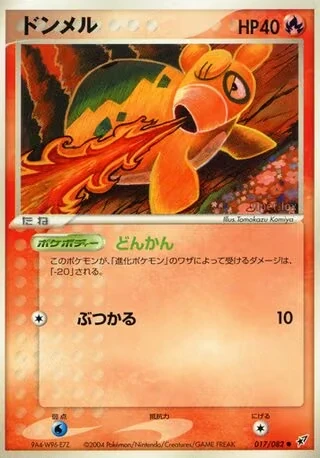 ドンメル HP40
Illus. Tomokazu Komiya
たね
ポケボディー どんかん
このポケモンが、「進化ポケモン」のワザによって受けるダメージは、
「-20」される。
ぶつかる 10
弱点 抵抗力 にげる
©2004 Pokémon/Nintendo/Creatures/GAME FREAK. 017/082